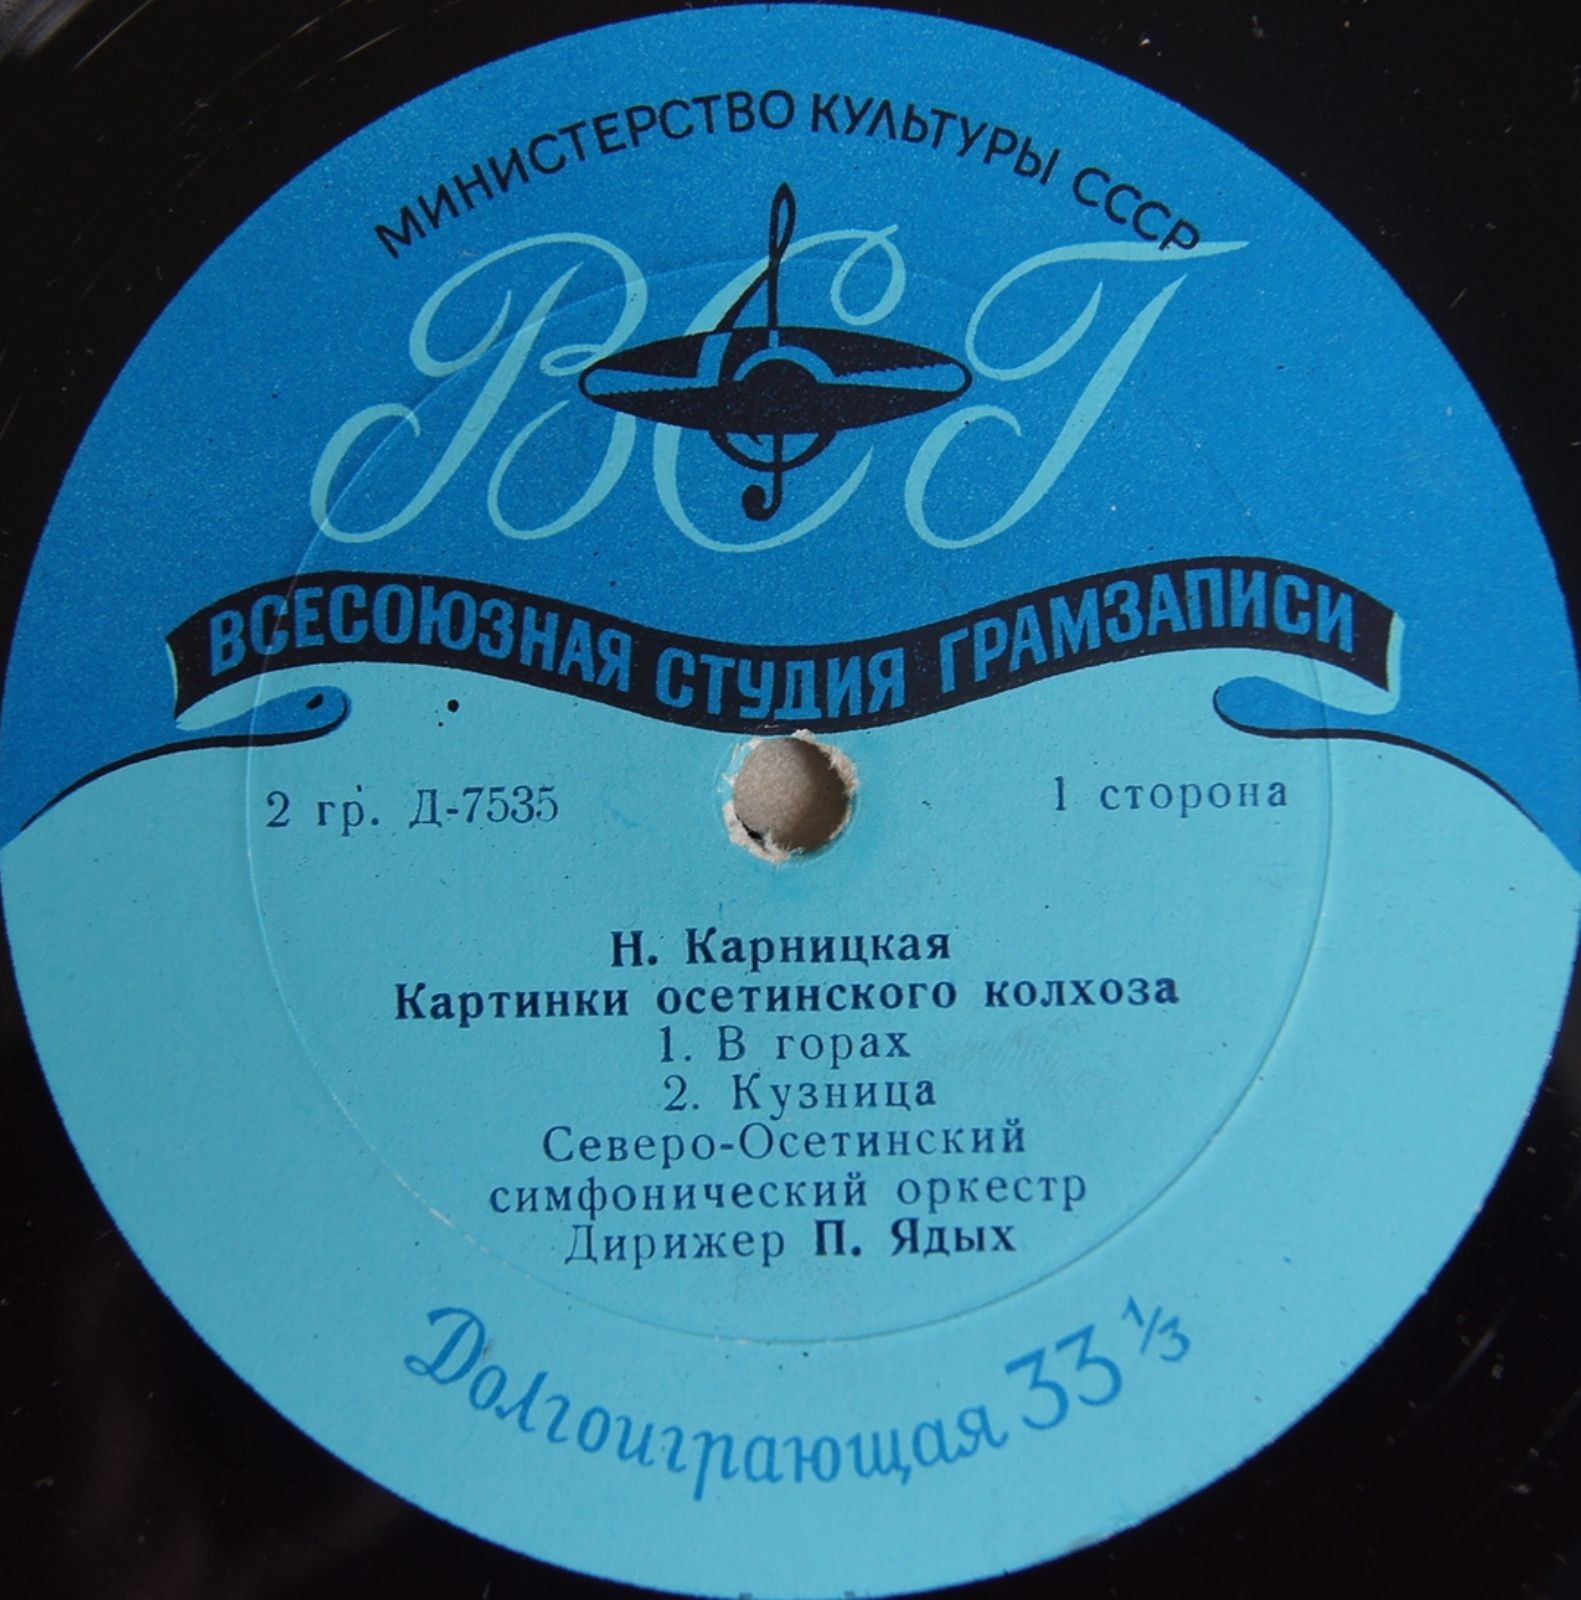 МИНИСТЕРСТВО КУЛЬТУРЫ СССР
ВСГ
ВСЕСОЮЗНАЯ СТУДИЯ ГРАМЗАПИСИ
2 гр. Д-7535
1 сторона
Н. Карницкая
Картинки осетинского колхоза
1. В горах
2. Кузница
Северо-Осетинский
симфонический оркестр
Дирижер П. Ядых
Долгоиграющая 33 1/3